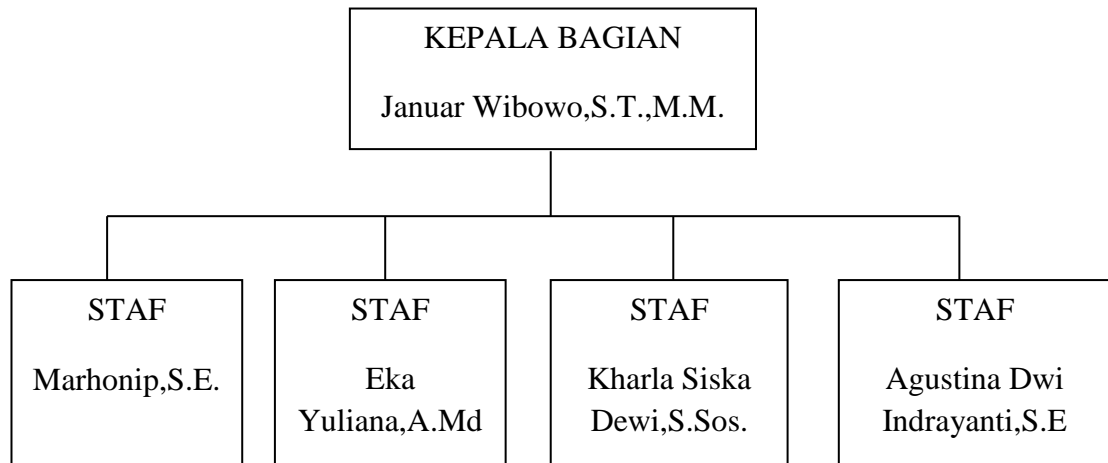 KEPALA BAGIAN
Januar Wibowo,S.T.,M.M.
STAF
Marhonip,S.E.
STAF
Eka
Yuliana,A.Md
STAF
Kharla Siska
Dewi,S.Sos.
STAF
Agustina Dwi
Indrayanti,S.E